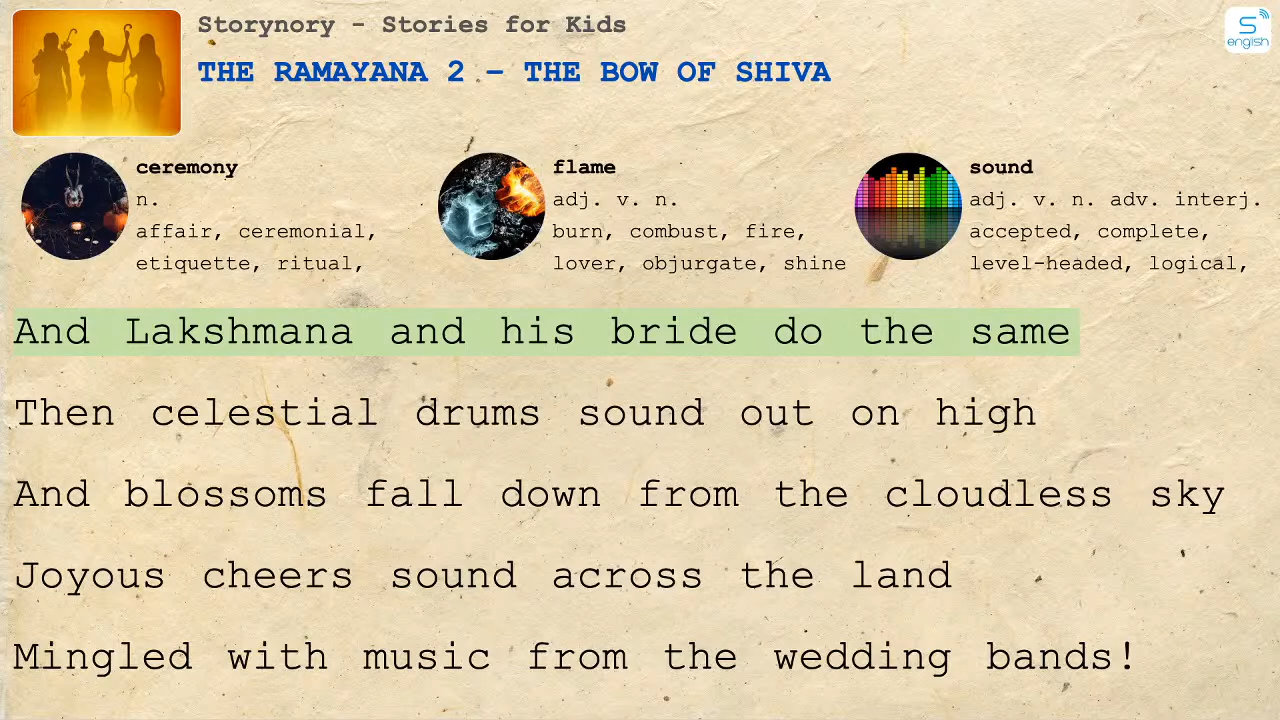 Storynory - Stories for Kids
THE RAMAYANA 2 – THE BOW OF SHIVA
S
english
ceremony
n.
affair, ceremonial,
etiquette, ritual,
flame
adj. v. n.
burn, combust, fire,
lover, objurgate, shine
sound
adj. v. n. adv. interj.
accepted, complete,
level-headed, logical,
And Lakshmana and his bride do the same
Then celestial drums sound out on high
And blossoms fall down from the cloudless sky
Joyous cheers sound across the land
Mingled with music from the wedding bands!